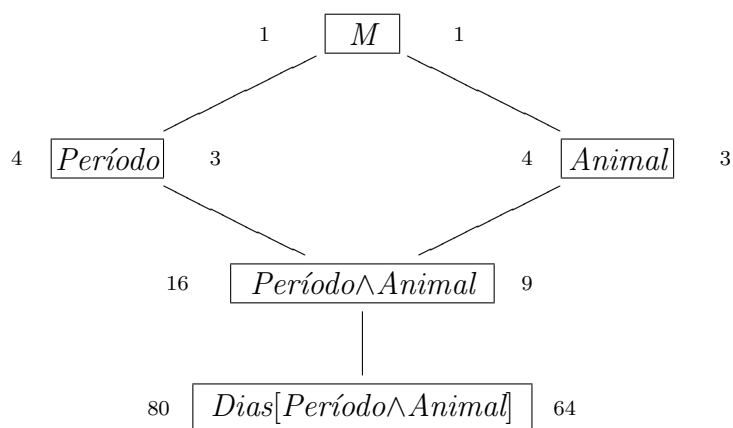 1 M 1
4 Período 3 4 Animal 3
16 Período∧Animal 9
80 Dias[Período∧Animal] 64